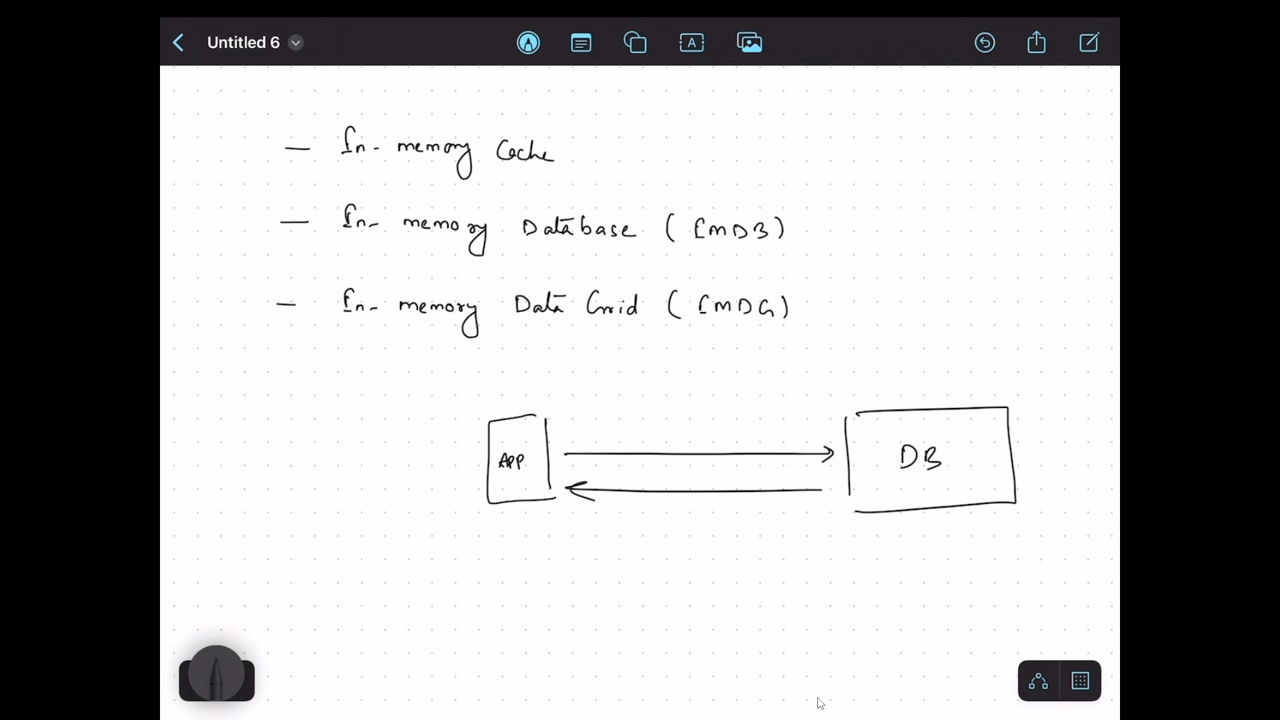 Untitled 6
— In-memory Cache
— In-memory Database (IMDB)
— In-memory Data Grid (IMDG)
APP
DB